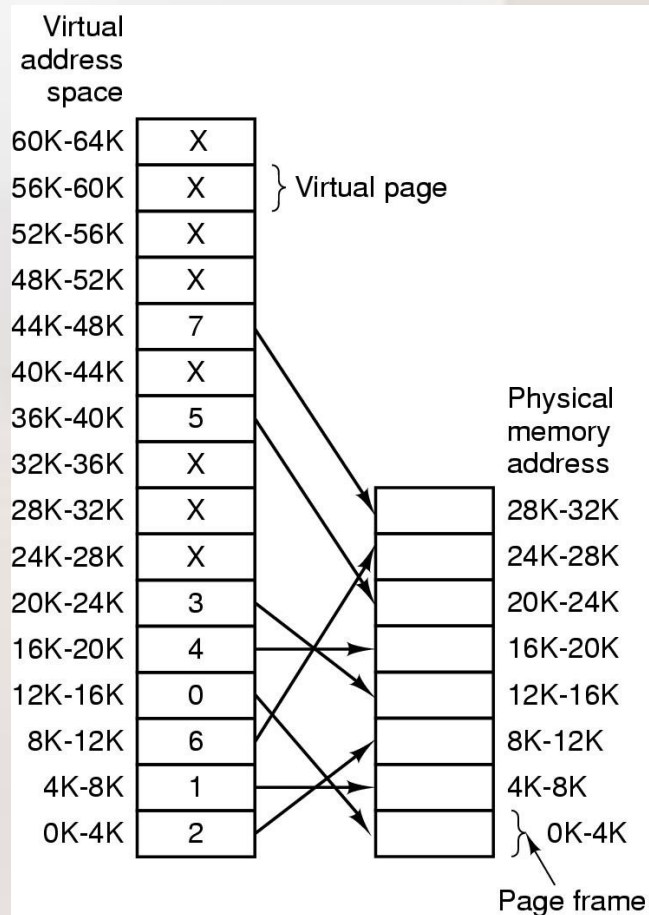 Virtual
address
space
60K-64K X
56K-60K X } Virtual page
52K-56K X
48K-52K X
44K-48K 7
40K-44K X
36K-40K 5
32K-36K X
28K-32K X
24K-28K X
20K-24K 3
16K-20K 4
12K-16K 0
8K-12K 6
4K-8K 1
0K-4K 2
Physical
memory
address
28K-32K
24K-28K
20K-24K
16K-20K
12K-16K
8K-12K
4K-8K
} 0K-4K
Page frame